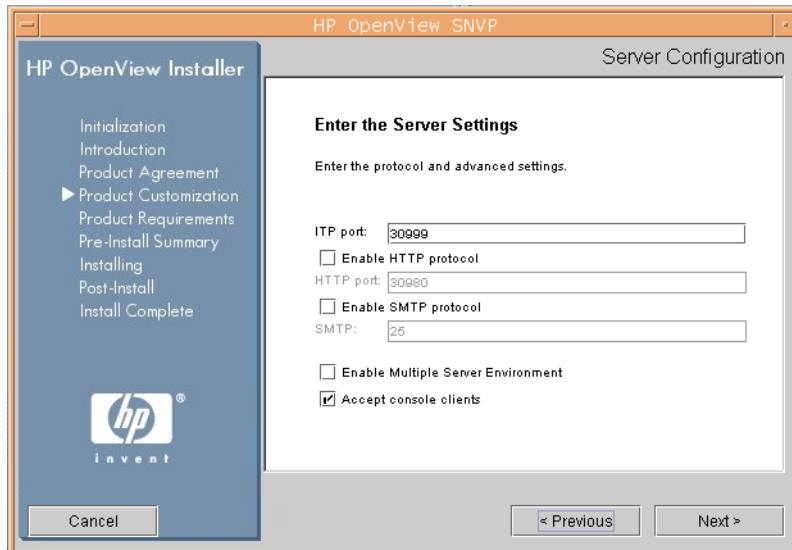 HP OpenView SNVP
HP OpenView Installer
Server Configuration
Initialization
Introduction
Product Agreement
Product Customization
Product Requirements
Pre-Install Summary
Installing
Post-Install
Install Complete
hp
®
invent
Enter the Server Settings
Enter the protocol and advanced settings.
ITP port: 30999
Enable HTTP protocol
HTTP port: 30980
Enable SMTP protocol
SMTP: 25
Enable Multiple Server Environment
Accept console clients
Cancel
< Previous
Next >